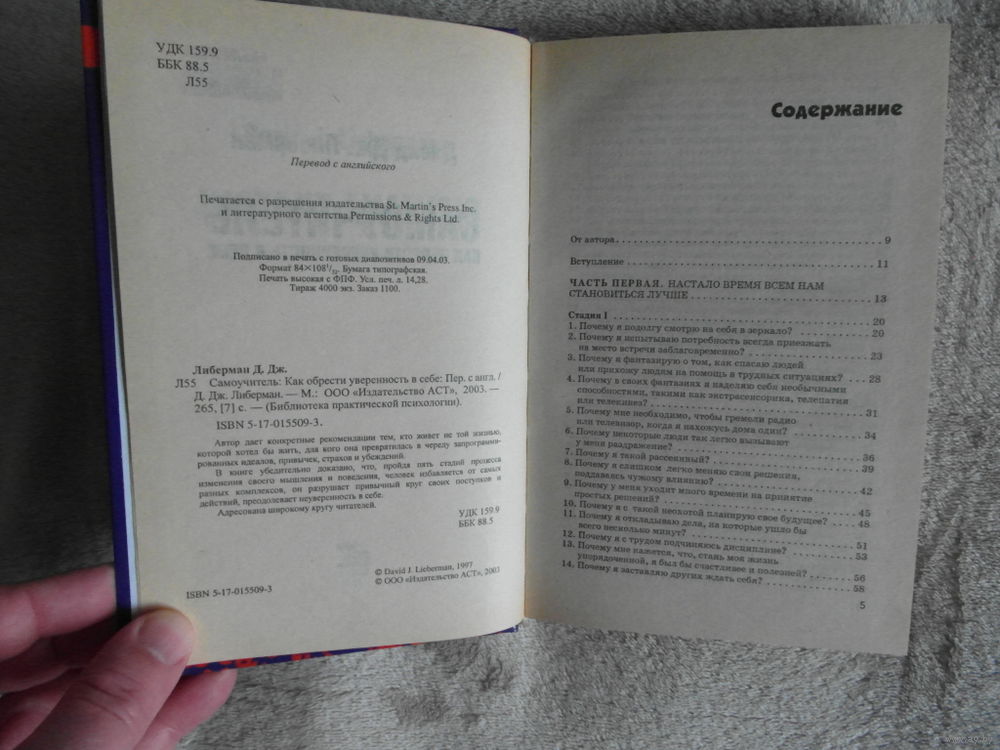 УДК 159.9
ББК 88.5
Л55
Перевод с английского
Печатается с разрешения издательства St. Martin's Press Inc.
и литературного агентства Permissions & Rights Ltd.
Подписано в печать с готовых диапозитивов 09.04.03.
Формат 84×108 1/32. Бумага типографская.
Печать высокая с ФПФ. Усл. печ. л. 14,28.
Тираж 4000 экз. Заказ 1100.
Либерман Д. Дж.
Л55 Самоучитель: Как обрести уверенность в себе: Пер. с англ. /
Д. Дж. Либерман. — М.: ООО «Издательство АСТ», 2003. —
265, [7] с. — (Библиотека практической психологии).
ISBN 5-17-015509-3.
Автор дает конкретные рекомендации тем, кто живет не той жизнью,
которой хотел бы жить, для кого она превратилась в череду запрограмми-
рованных идеалов, привычек, страхов и убеждений.
В книге убедительно доказано, что, пройдя пять стадий процесса
изменения своего мышления и поведения, человек избавляется от самых
разных комплексов, он разрушает привычный круг своих поступков и
действий, преодолевает неуверенность в себе.
Адресована широкому кругу читателей.
УДК 159.9
ББК 88.5
© David J. Lieberman, 1997
© ООО «Издательство АСТ», 2003
ISBN 5-17-015509-3
Содержание
От автора ... 9
Вступление ... 11
ЧАСТЬ ПЕРВАЯ. НАСТАЛО ВРЕМЯ ВСЕМ НАМ
СТАНОВИТЬСЯ ЛУЧШЕ ... 13
Стадия I ... 20
1. Почему я подолгу смотрю на себя в зеркало? ... 20
2. Почему я испытываю потребность всегда приезжать
на место встречи заблаговременно? ... 23
3. Почему я фантазирую о том, как спасаю людей
или прихожу людям на помощь в трудных ситуациях? ... 28
4. Почему в своих фантазиях я наделяю себя необычными
способностями, такими как экстрасенсорика, телепатия
или телекинез? ... 31
5. Почему мне необходимо, чтобы гремели радио
или телевизор, когда я нахожусь дома один? ... 34
6. Почему некоторые люди так легко вызывают
у меня раздражение? ... 36
7. Почему я такой рассеянный? ... 39
8. Почему я слишком легко меняю свои решения,
поддаваясь чужому влиянию? ... 42
9. Почему у меня уходит много времени на принятие
простых решений? ... 45
10. Почему я с такой неохотой планирую свое будущее? ... 48
11. Почему я откладываю дела, на которые ушло бы
всего несколько минут? ... 51
12. Почему я с трудом подчиняюсь дисциплине? ... 53
13. Почему мне кажется, что, стань моя жизнь
упорядоченной, я был бы счастливее и полезней? ... 56
14. Почему я заставляю других ждать себя? ... 58
5